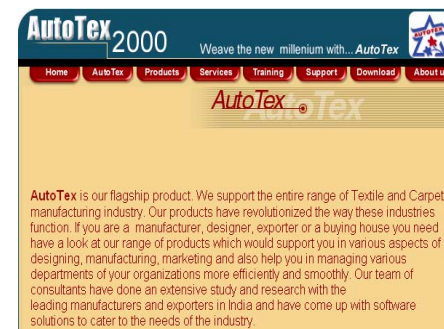 AutoTex 2000
Weave the new millenium with... AutoTex
AUTOTEX
Home AutoTex Products Services Training Support Download About u
AutoTex
AutoTex is our flagship product. We support the entire range of Textile and Carpet
manufacturing industry. Our products have revolutionized the way these industries
function. If you are a manufacturer, designer, exporter or a buying house you need
have a look at our range of products which would support you in various aspects of
designing, manufacturing, marketing and also help you in managing various
departments of your organizations more efficiently and smoothly. Our team of
consultants have done an extensive study and research with the
leading manufacturers and exporters in India and have come up with software
solutions to cater to the needs of the industry.